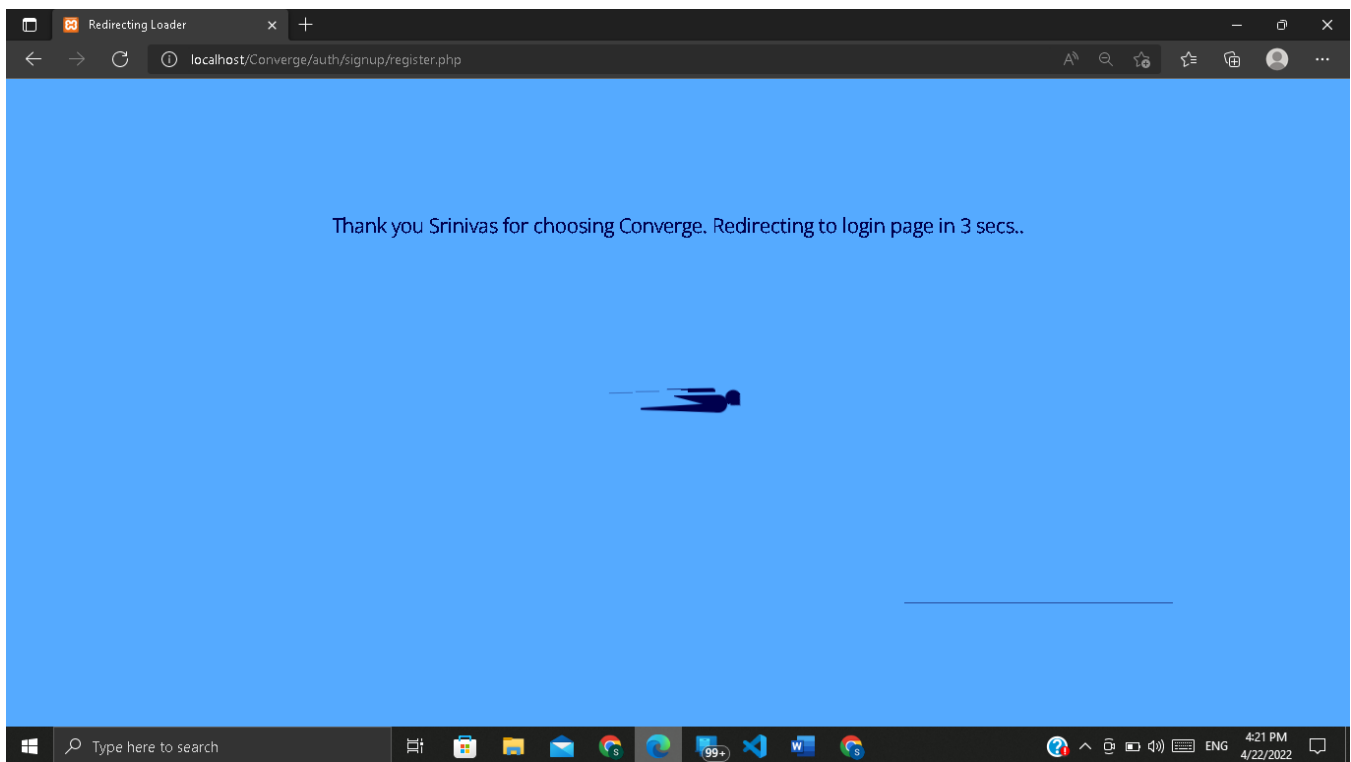 Redirecting Loader
localhost/Converge/auth/signup/register.php
Thank you Srinivas for choosing Converge. Redirecting to login page in 3 secs..
Type here to search
99+
ENG
4:21 PM
4/22/2022